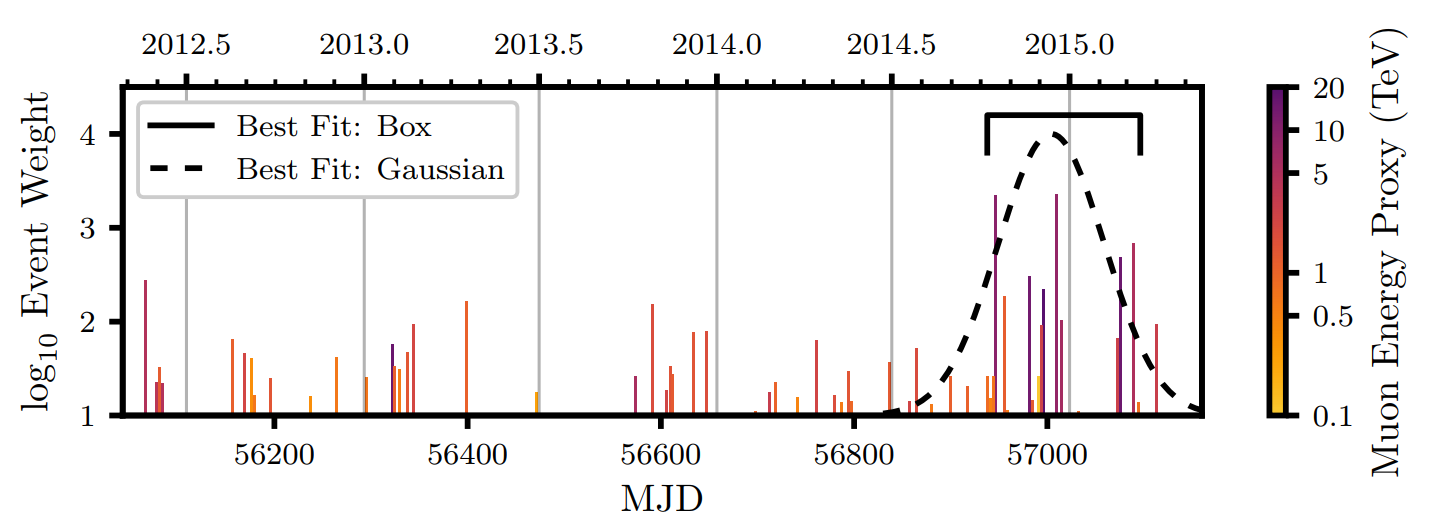 2012.5 2013.0 2013.5 2014.0 2014.5 2015.0
Best Fit: Box
Best Fit: Gaussian
log10 Event Weight
4
3
2
1
56200 56400 56600 56800 57000
MJD
20
10
5
1
0.5
0.1
Muon Energy Proxy (TeV)